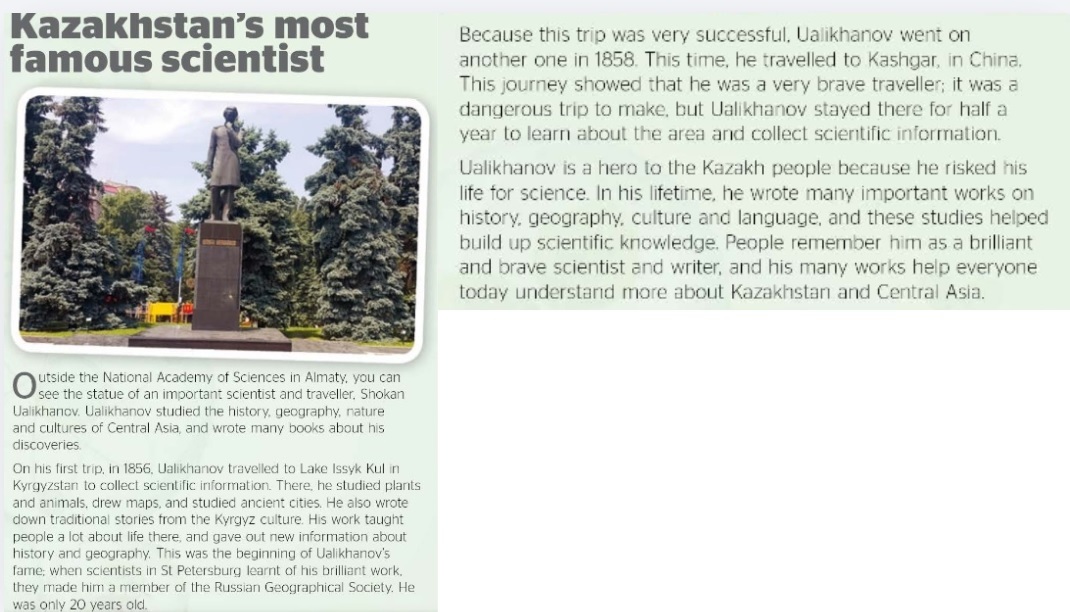 Kazakhstan's most
famous scientist
Outside the National Academy of Sciences in Almaty, you can
see the statue of an important scientist and traveller, Shokan
Ualikhanov. Ualikhanov studied the history, geography, nature
and cultures of Central Asia, and wrote many books about his
discoveries.
On his first trip, in 1856, Ualikhanov travelled to Lake Issyk Kul in
Kyrgyzstan to collect scientific information. There, he studied plants
and animals, drew maps, and studied ancient cities. He also wrote
down traditional stories from the Kyrgyz culture. His work taught
people a lot about life there, and gave out new information about
history and geography. This was the beginning of Ualikhanov's
fame; when scientists in St Petersburg learnt of his brilliant work,
they made him a member of the Russian Geographical Society. He
was only 20 years old.
Because this trip was very successful, Ualikhanov went on
another one in 1858. This time, he travelled to Kashgar, in China.
This journey showed that he was a very brave traveller; it was a
dangerous trip to make, but Ualikhanov stayed there for half a
year to learn about the area and collect scientific information.
Ualikhanov is a hero to the Kazakh people because he risked his
life for science. In his lifetime, he wrote many important works on
history, geography, culture and language, and these studies helped
build up scientific knowledge. People remember him as a brilliant
and brave scientist and writer, and his many works help everyone
today understand more about Kazakhstan and Central Asia.